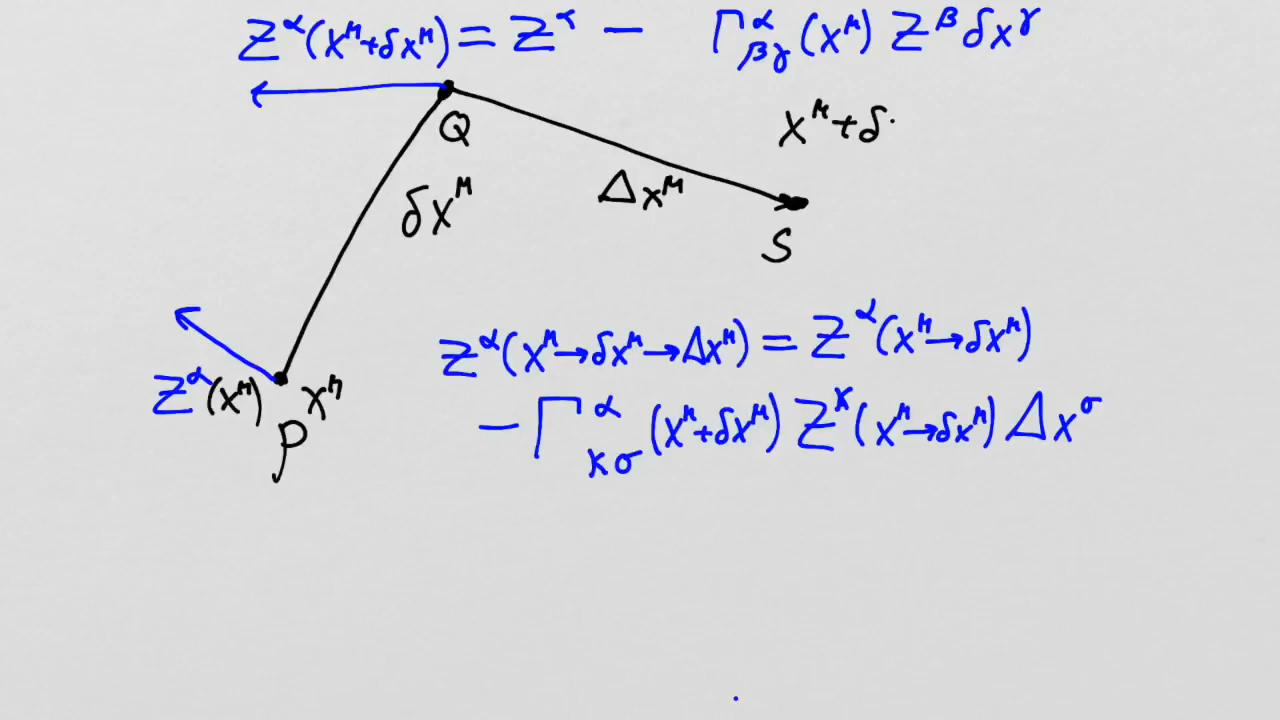 Z^α(x^μ+δx^μ) = Z^α − Γ^α_βγ (x^μ) Z^β δx^γ
Q
x^μ+δ
δx^μ
Δx^μ
S
Z^α(x^μ) x^μ
P
Z^α(x^μ→δx^μ→Δx^μ) = Z^α(x^μ→δx^μ)
− Γ^α_κσ (x^μ+δx^μ) Z^κ(x^μ→δx^μ) Δx^σ